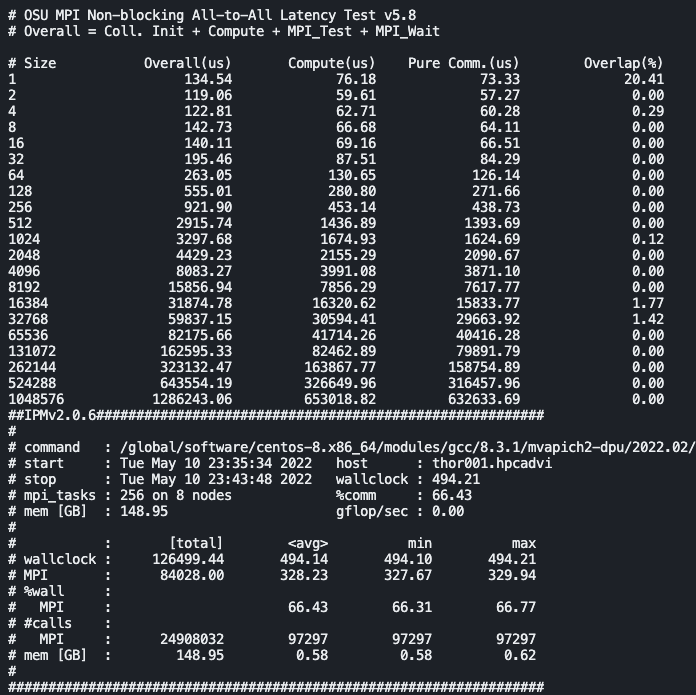 # OSU MPI Non-blocking All-to-All Latency Test v5.8
# Overall = Coll. Init + Compute + MPI_Test + MPI_Wait
# Size Overall(us) Compute(us) Pure Comm.(us) Overlap(%)
1 134.54 76.18 73.33 20.41
2 119.06 59.61 57.27 0.00
4 122.81 62.71 60.28 0.29
8 142.73 66.68 64.11 0.00
16 140.11 69.16 66.51 0.00
32 195.46 87.51 84.29 0.00
64 263.05 130.65 126.14 0.00
128 555.01 280.80 271.66 0.00
256 921.90 453.14 438.73 0.00
512 2915.74 1436.89 1393.69 0.00
1024 3297.68 1674.93 1624.69 0.12
2048 4429.23 2155.29 2090.67 0.00
4096 8083.27 3991.08 3871.10 0.00
8192 15856.94 7856.29 7617.77 0.00
16384 31874.78 16320.62 15833.77 1.77
32768 59837.15 30594.41 29663.92 1.42
65536 82175.66 41714.26 40416.28 0.00
131072 162595.33 82462.89 79891.79 0.00
262144 323132.47 163867.77 158754.89 0.00
524288 643554.19 326649.96 316457.96 0.00
1048576 1286243.06 653018.82 632633.69 0.00
##IPMv2.0.6########################################################
#
# command : /global/software/centos-8.x86_64/modules/gcc/8.3.1/mvapich2-dpu/2022.02/
# start : Tue May 10 23:35:34 2022 host : thor001.hpcadvi
# stop : Tue May 10 23:43:48 2022 wallclock : 494.21
# mpi_tasks : 256 on 8 nodes %comm : 66.43
# mem [GB] : 148.95 gflop/sec : 0.00
#
# : [total] <avg> min max
# wallclock : 126499.44 494.14 494.10 494.21
# MPI : 84028.00 328.23 327.67 329.94
# %wall :
# MPI : 66.43 66.31 66.77
# #calls :
# MPI : 24908032 97297 97297 97297
# mem [GB] : 148.95 0.58 0.58 0.62
#
###################################################################